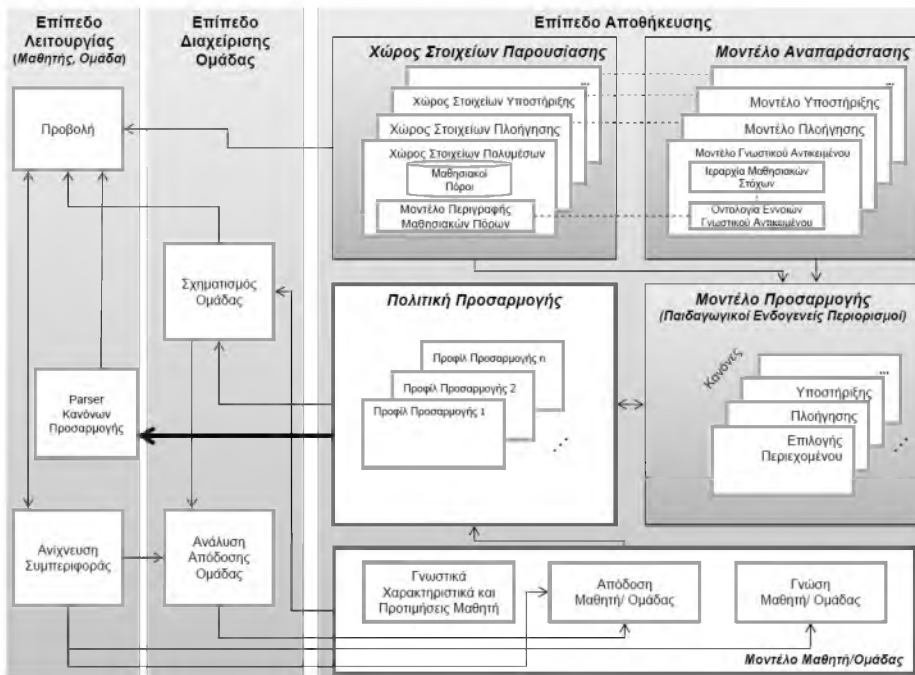 Επίπεδο
Λειτουργίας
(Μαθητής, Ομάδα)
Επίπεδο
Διαχείρισης
Ομάδας
Επίπεδο Αποθήκευσης
Προβολή
Parser
Κανόνων
Προσαρμογής
Ανίχνευση
Συμπεριφοράς
Σχηματισμός
Ομάδας
Ανάλυση
Απόδοσης
Ομάδας
Χώρος Στοιχείων Παρουσίασης
...
Χώρος Στοιχείων Υποστήριξης
Χώρος Στοιχείων Πλοήγησης
Χώρος Στοιχείων Πολυμέσων
Μαθησιακοί
Πόροι
Μοντέλο Περιγραφής
Μαθησιακών Πόρων
Μοντέλο Αναπαράστασης
...
Μοντέλο Υποστήριξης
Μοντέλο Πλοήγησης
Μοντέλο Γνωστικού Αντικειμένου
Ιεραρχία Μαθησιακών
Στόχων
Οντολογία Εννοιών
Γνωστικού Αντικειμένου
Πολιτική Προσαρμογής
Προφίλ Προσαρμογής n
Προφίλ Προσαρμογής 2
Προφίλ Προσαρμογής 1
...
Μοντέλο Προσαρμογής
(Παιδαγωγικοί Ενδογενείς Περιορισμοί)
Κανόνες
...
Υποστήριξης
Πλοήγησης
Επιλογής
Περιεχομένου
...
Γνωστικά
Χαρακτηριστικά και
Προτιμήσεις Μαθητή
Απόδοση
Μαθητή/ Ομάδας
Γνώση
Μαθητή/ Ομάδας
Μοντέλο Μαθητή/Ομάδας